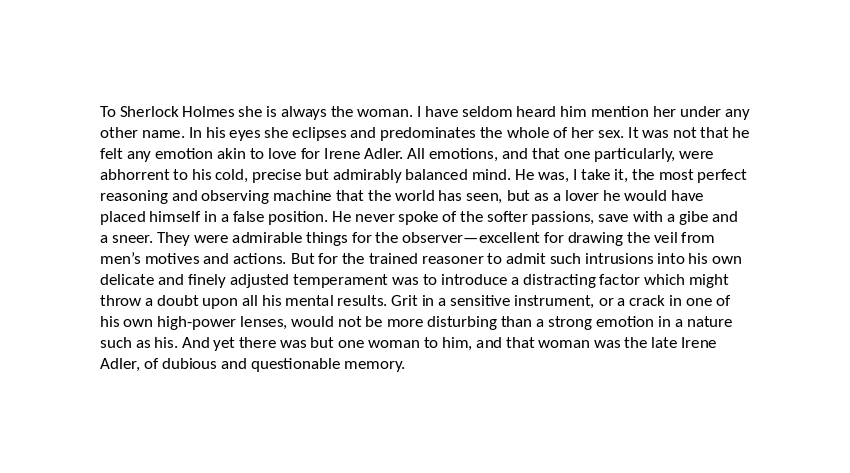 To Sherlock Holmes she is always the woman. I have seldom heard him mention her under any
other name. In his eyes she eclipses and predominates the whole of her sex. It was not that he
felt any emotion akin to love for Irene Adler. All emotions, and that one particularly, were
abhorrent to his cold, precise but admirably balanced mind. He was, I take it, the most perfect
reasoning and observing machine that the world has seen, but as a lover he would have
placed himself in a false position. He never spoke of the softer passions, save with a gibe and
a sneer. They were admirable things for the observer—excellent for drawing the veil from
men’s motives and actions. But for the trained reasoner to admit such intrusions into his own
delicate and finely adjusted temperament was to introduce a distracting factor which might
throw a doubt upon all his mental results. Grit in a sensitive instrument, or a crack in one of
his own high-power lenses, would not be more disturbing than a strong emotion in a nature
such as his. And yet there was but one woman to him, and that woman was the late Irene
Adler, of dubious and questionable memory.